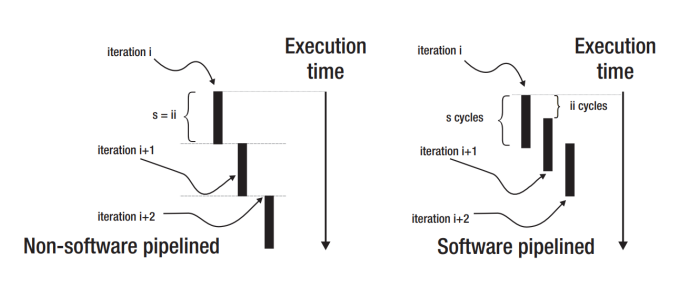 iteration i
Execution
time
s = ii
iteration i+1
iteration i+2
Non-software pipelined
iteration i
Execution
time
s cycles
ii cycles
iteration i+1
iteration i+2
Software pipelined